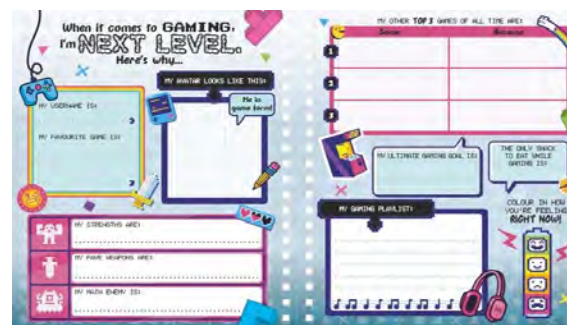 When it comes to GAMING,
I'm NEXT LEVEL.
Here's why...
MY USERNAME IS:
MY FAVOURITE GAME IS:
MY AVATAR LOOKS LIKE THIS:
Me in
game form!
MY STRENGTHS ARE:
MY FAVE WEAPONS ARE:
MY MAIN ENEMY IS:
MY OTHER TOP 3 GAMES OF ALL TIME ARE:
BECAUSE
1
2
3
MY ULTIMATE GAMING GOAL IS:
THE ONLY SNACK
TO EAT WHILE
GAMING IS:
MY GAMING PLAYLIST:
COLOUR IN HOW
YOU'RE FEELING
RIGHT NOW!